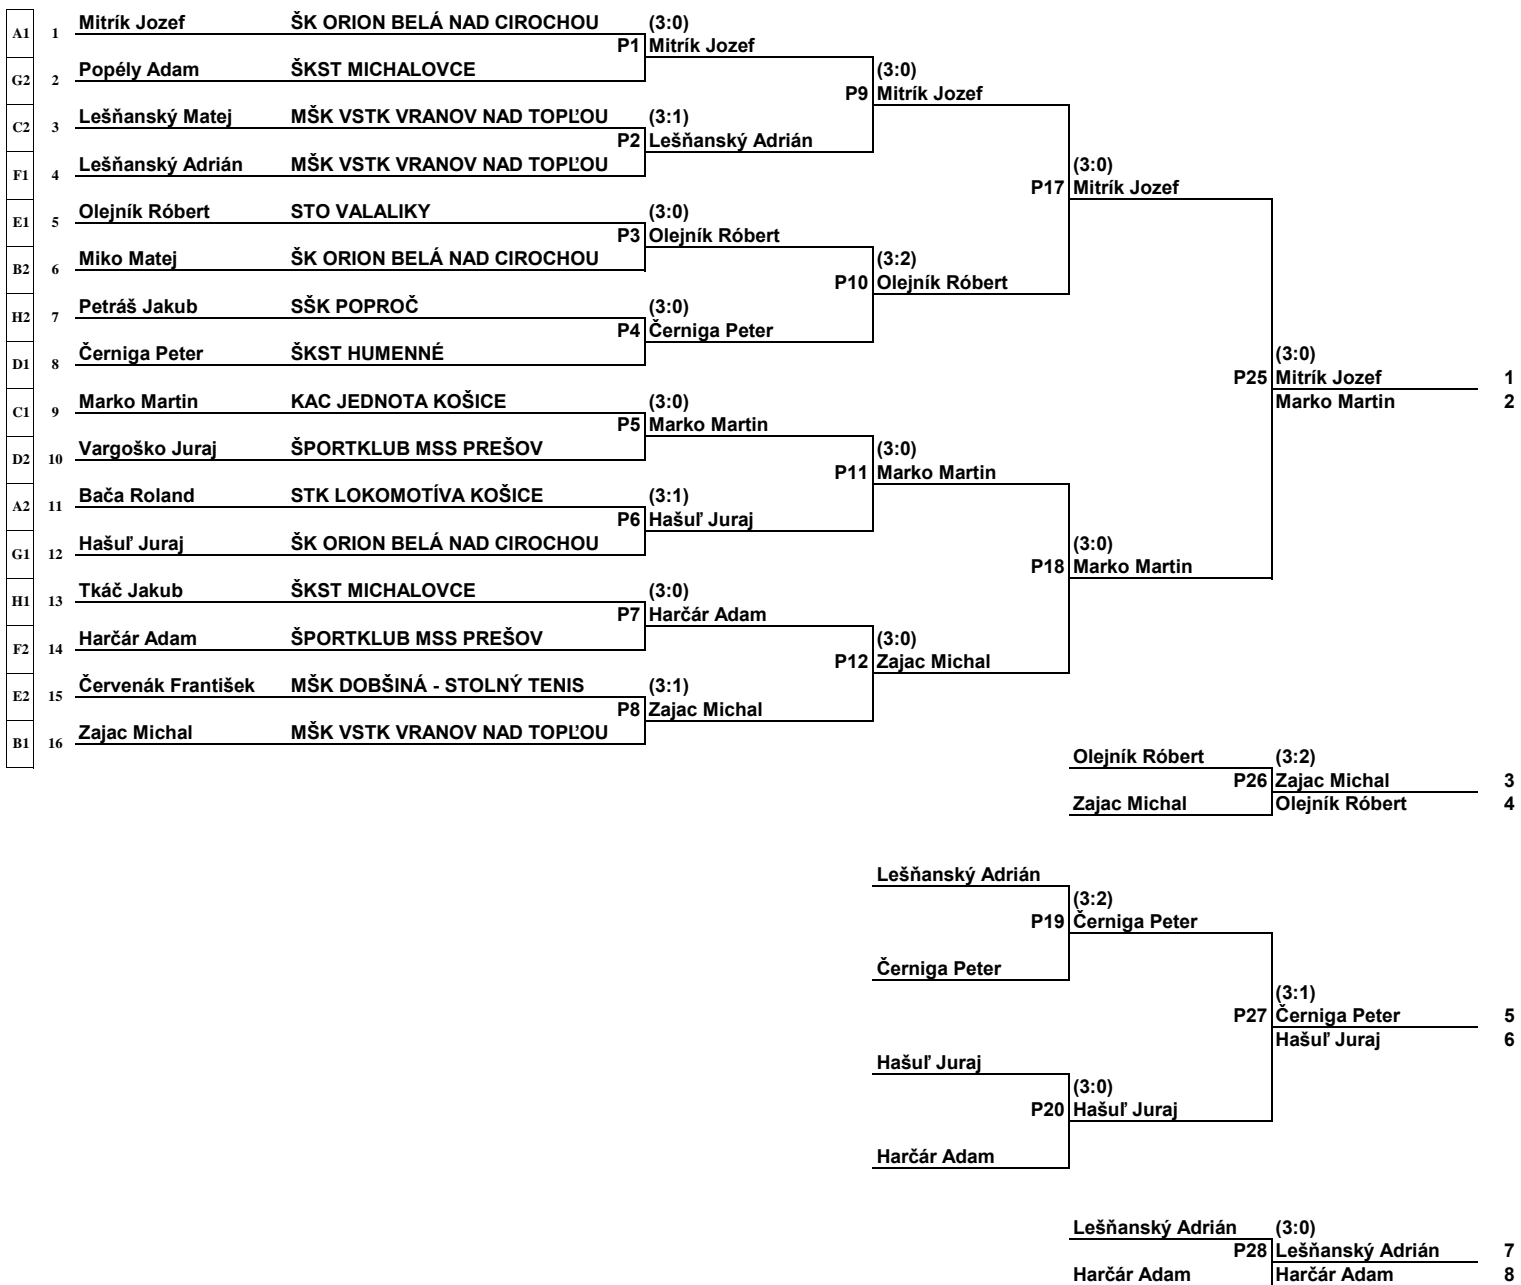 A1 1 Mitrík Jozef ŠK ORION BELÁ NAD CIROCHOU (3:0)
P1 Mitrík Jozef
G2 2 Popély Adam ŠKST MICHALOVCE (3:0)
P9 Mitrík Jozef
C2 3 Lešňanský Matej MŠK VSTK VRANOV NAD TOPĽOU (3:1)
P2 Lešňanský Adrián
F1 4 Lešňanský Adrián MŠK VSTK VRANOV NAD TOPĽOU (3:0)
P17 Mitrík Jozef
E1 5 Olejník Róbert STO VALALIKY (3:0)
P3 Olejník Róbert
B2 6 Miko Matej ŠK ORION BELÁ NAD CIROCHOU (3:2)
P10 Olejník Róbert
H2 7 Petráš Jakub SŠK POPROČ (3:0)
P4 Černiga Peter
D1 8 Černiga Peter ŠKST HUMENNÉ (3:0)
P25 Mitrík Jozef 1
C1 9 Marko Martin KAC JEDNOTA KOŠICE (3:0) Marko Martin 2
P5 Marko Martin
D2 10 Vargoško Juraj ŠPORTKLUB MSS PREŠOV (3:0)
P11 Marko Martin
A2 11 Bača Roland STK LOKOMOTÍVA KOŠICE (3:1)
P6 Hašuľ Juraj
G1 12 Hašuľ Juraj ŠK ORION BELÁ NAD CIROCHOU (3:0)
P18 Marko Martin
H1 13 Tkáč Jakub ŠKST MICHALOVCE (3:0)
P7 Harčár Adam
F2 14 Harčár Adam ŠPORTKLUB MSS PREŠOV (3:0)
P12 Zajac Michal
E2 15 Červenák František MŠK DOBŠINÁ - STOLNÝ TENIS (3:1)
P8 Zajac Michal
B1 16 Zajac Michal MŠK VSTK VRANOV NAD TOPĽOU
Olejník Róbert (3:2)
P26 Zajac Michal 3
Zajac Michal Olejník Róbert 4
Lešňanský Adrián
(3:2)
P19 Černiga Peter
Černiga Peter
(3:1)
P27 Černiga Peter 5
Hašuľ Juraj 6
Hašuľ Juraj
(3:0)
P20 Hašuľ Juraj
Harčár Adam
Lešňanský Adrián (3:0)
P28 Lešňanský Adrián 7
Harčár Adam Harčár Adam 8